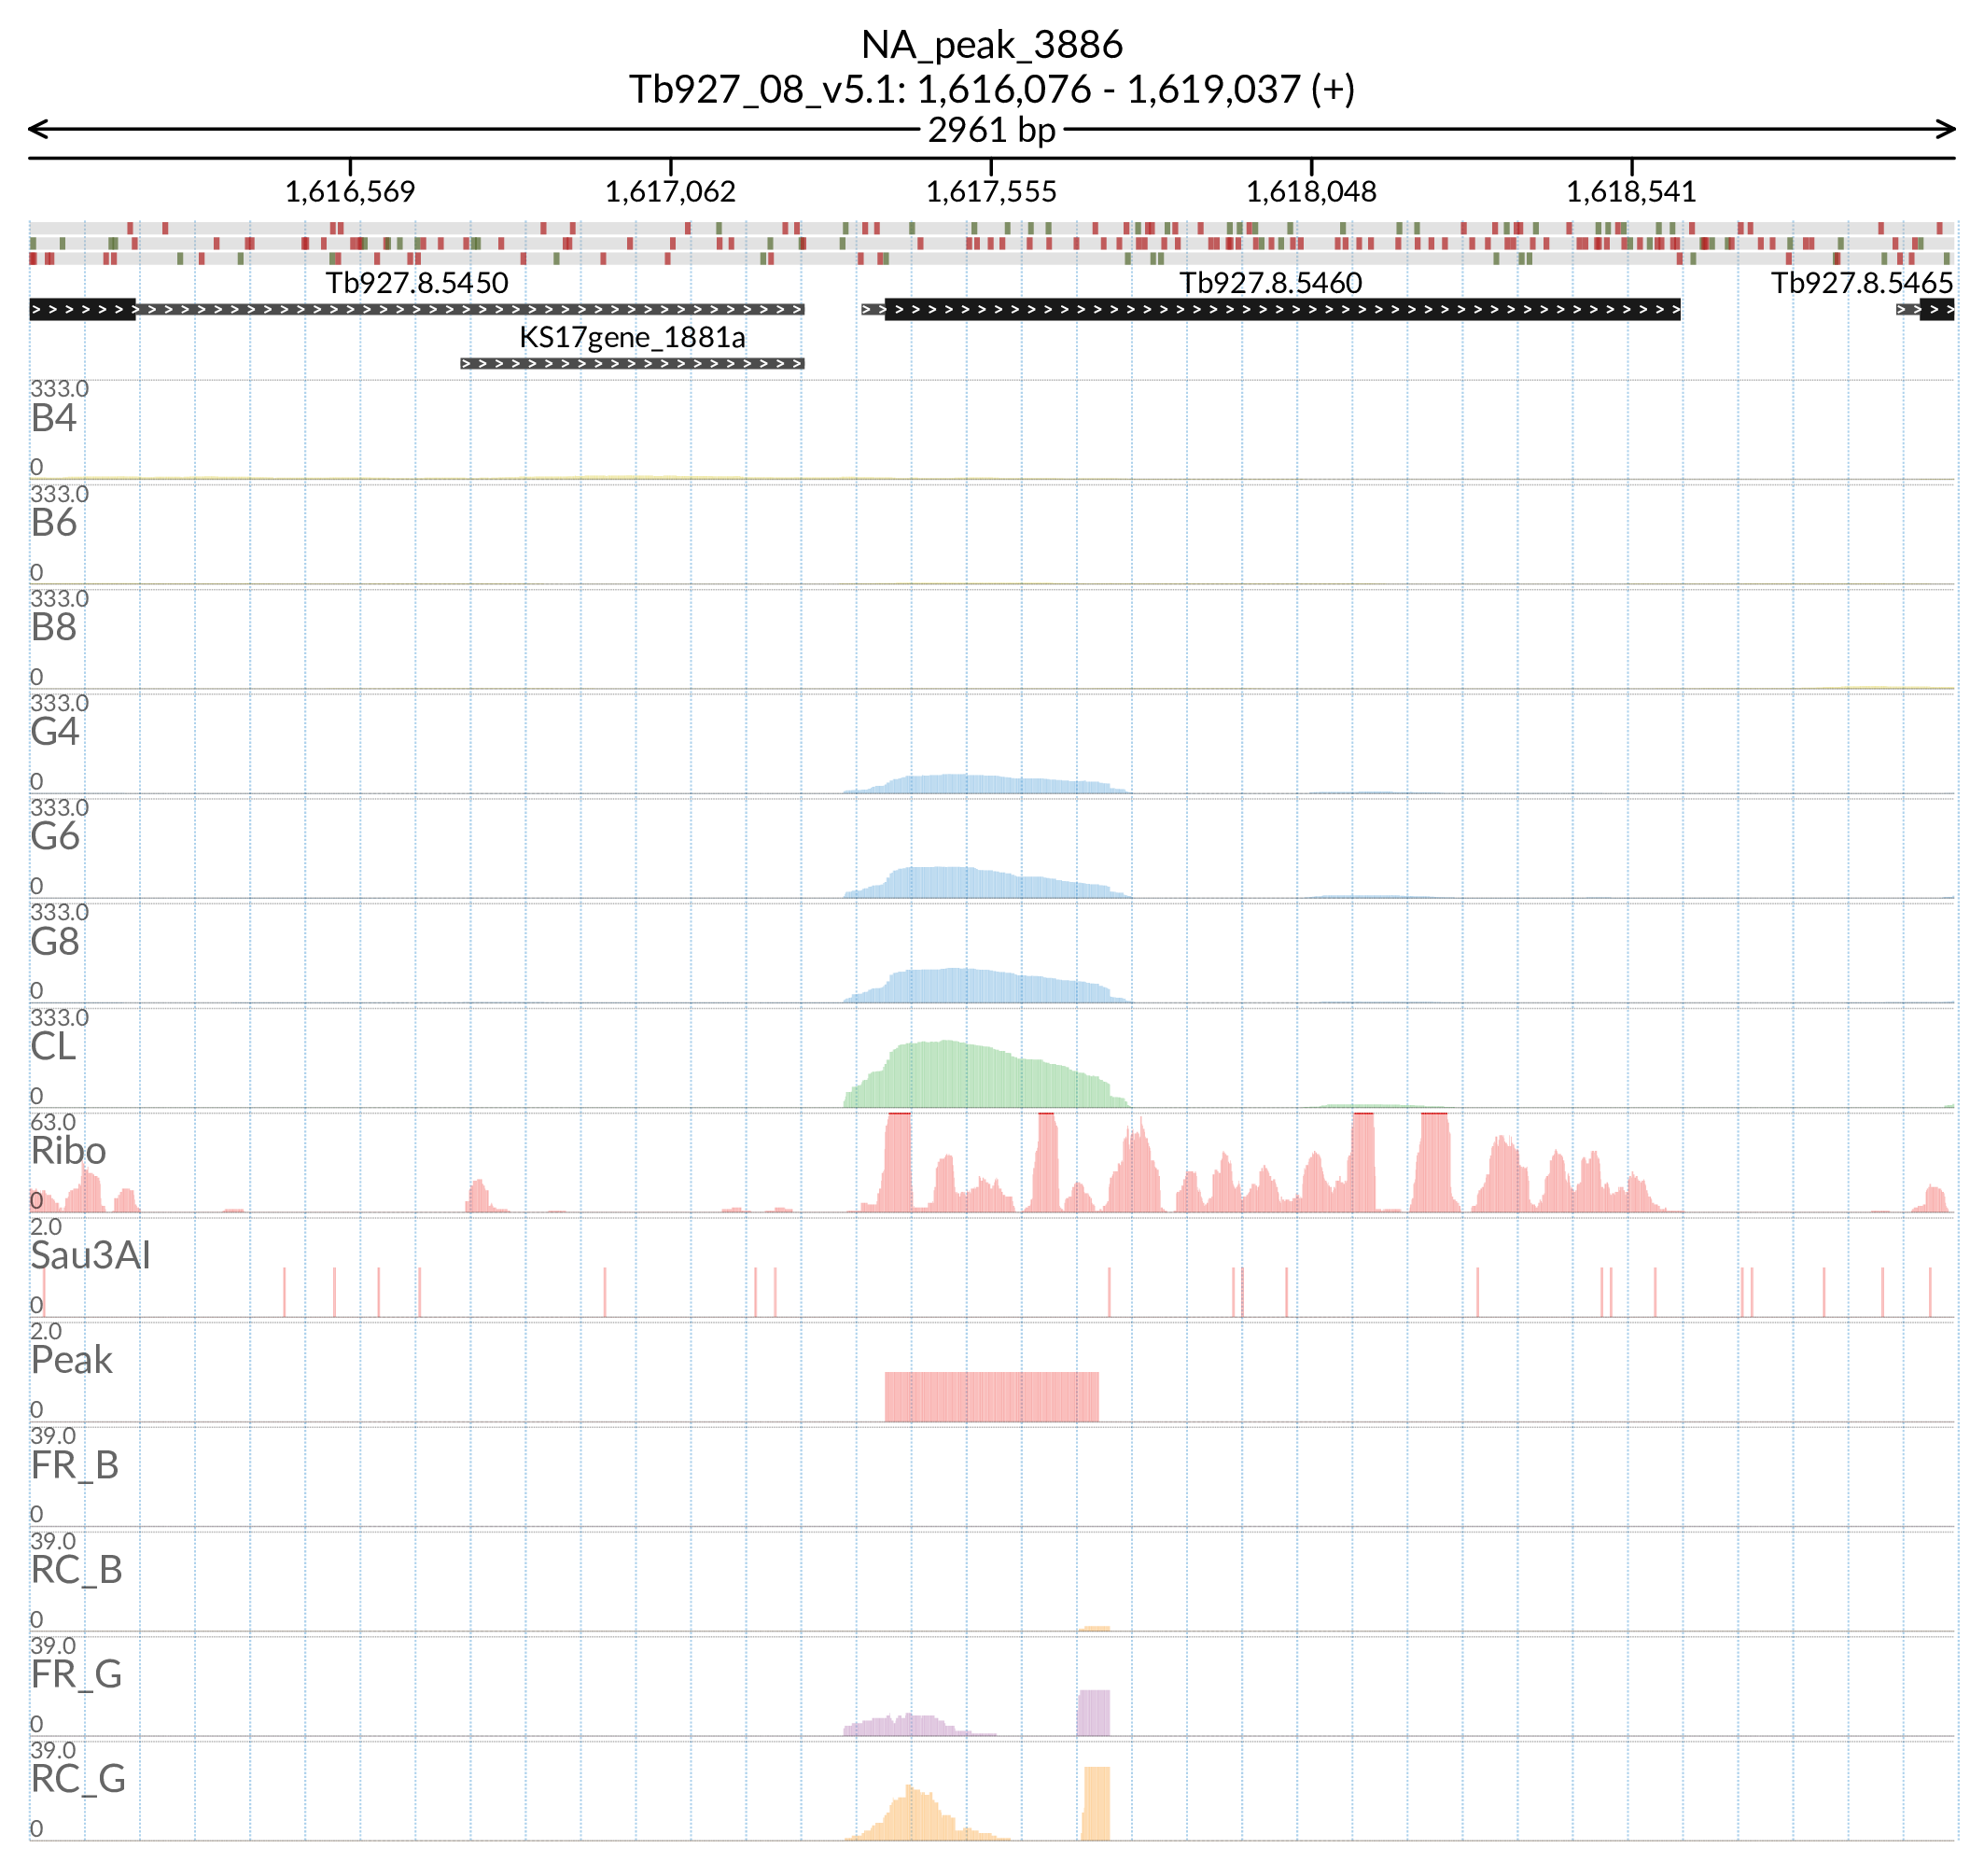 NA_peak_3886
Tb927_08_v5.1: 1,616,076 - 1,619,037 (+)
2961 bp
1,616,569 1,617,062 1,617,555 1,618,048 1,618,541
Tb927.8.5450 Tb927.8.5460 Tb927.8.5465
KS17gene_1881a
333.0
B4
0
333.0
B6
0
333.0
B8
0
333.0
G4
0
333.0
G6
0
333.0
G8
0
333.0
CL
0
63.0
Ribo
0
2.0
Sau3AI
0
2.0
Peak
0
39.0
FR_B
0
39.0
RC_B
0
39.0
FR_G
0
39.0
RC_G
0